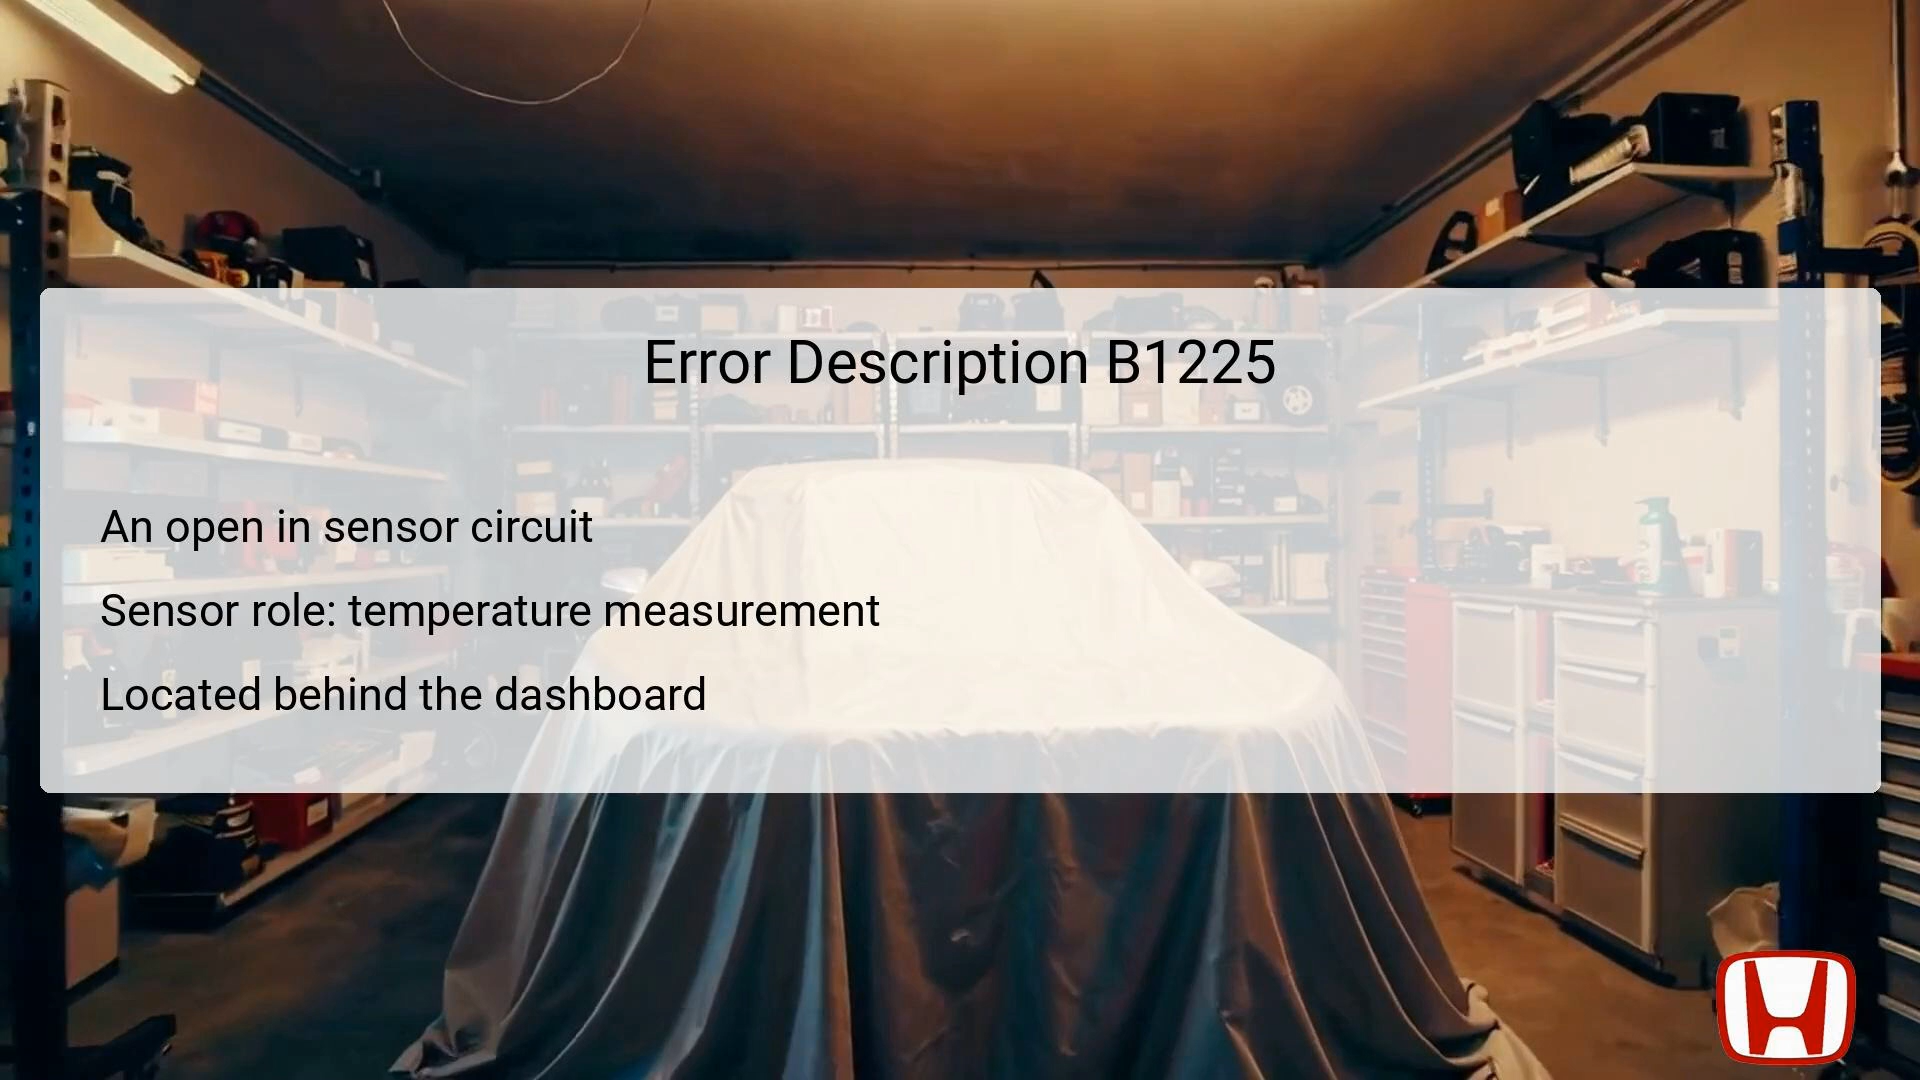 Error Description B1225
An open in sensor circuit
Sensor role: temperature measurement
Located behind the dashboard